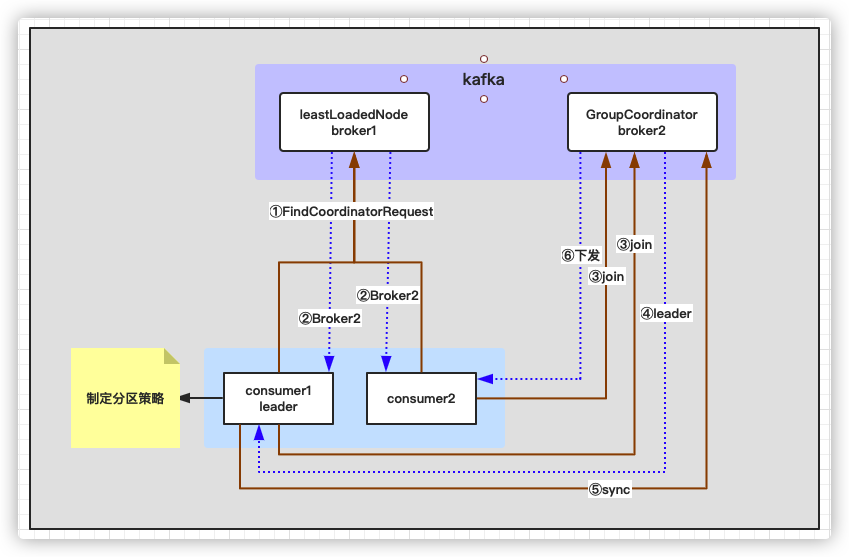 kafka
leastLoadedNode
broker1
GroupCoordinator
broker2
①FindCoordinatorRequest
③join
⑥下发
③join
②Broker2
②Broker2
④leader
制定分区策略
consumer1
leader
consumer2
⑤sync